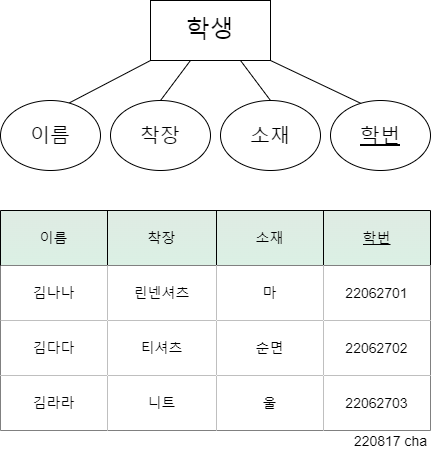 학생
이름 착장 소재 학번
이름 착장 소재 학번
김나나 린넨셔츠 마 22062701
김다다 티셔츠 순면 22062702
김라라 니트 울 22062703
220817 cha